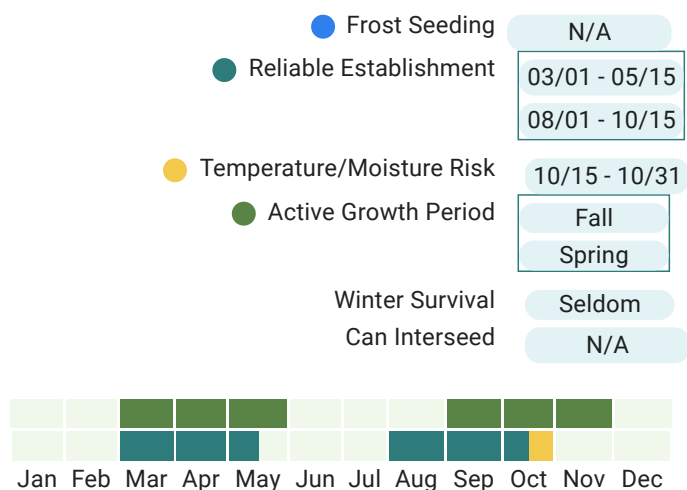 Frost Seeding N/A
Reliable Establishment 03/01 - 05/15
08/01 - 10/15
Temperature/Moisture Risk 10/15 - 10/31
Active Growth Period Fall
Spring
Winter Survival Seldom
Can Interseed N/A
Jan Feb Mar Apr May Jun Jul Aug Sep Oct Nov Dec